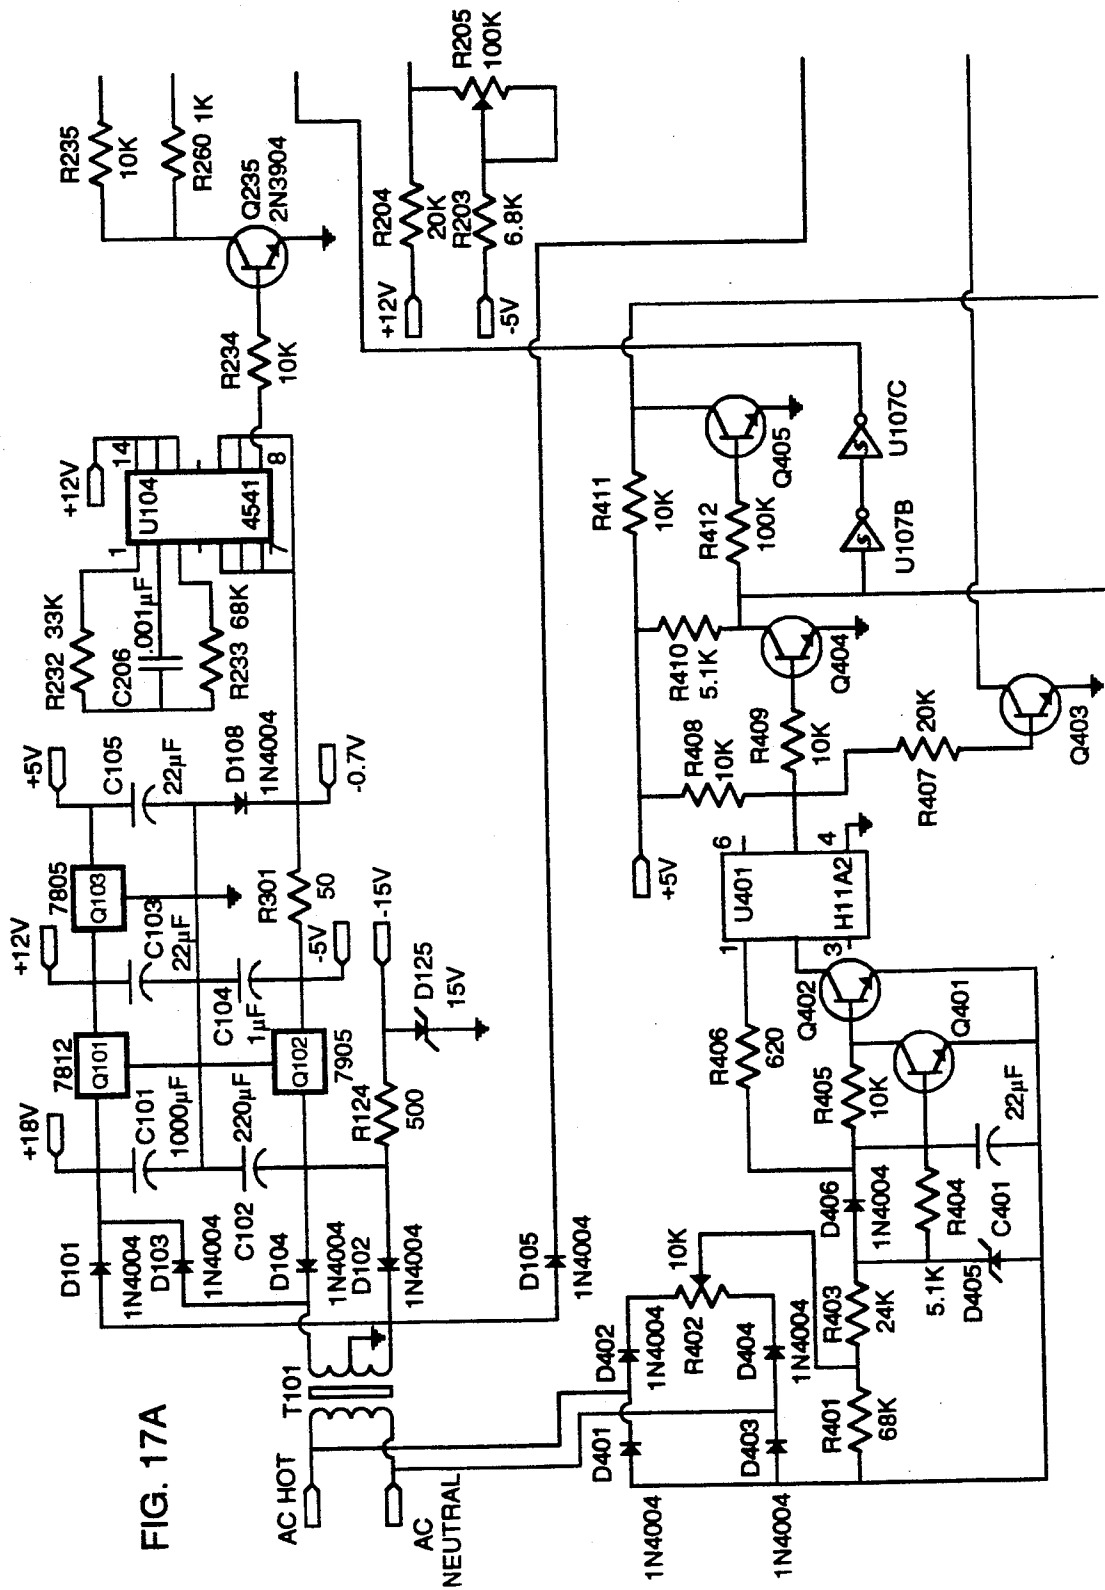 FIG. 17A
AC HOT
AC
NEUTRAL
T101
D101
1N4004
D103
1N4004
D104
1N4004
D102
1N4004
D105
1N4004
+18V
C101
1000µF
C102
220µF
7812
Q101
Q102
7905
R124
500
+12V
C103
22µF
C104
1µF
-5V
-15V
D125
15V
7805
Q103
R301
50
+5V
C105
22µF
D108
1N4004
-0.7V
R232 33K
C206
.001µF
R233 68K
+12V
1
14
U104
4541
7
8
R234
10K
Q235
2N3904
R235
10K
R260 1K
+12V
R204
20K
R203
6.8K
-5V
R205
100K
D401
1N4004
D402
1N4004
D403
1N4004
D404
1N4004
R402
10K
R401
68K
R403
24K
D406
1N4004
D405
5.1K
R404
C401
22µF
R405
10K
R406
620
Q402
Q401
1
U401
6
3
H11A2
4
+5V
R408
10K
R409
10K
R407
20K
Q403
R410
5.1K
Q404
R411
10K
R412
100K
Q405
S
U107B
S
U107C